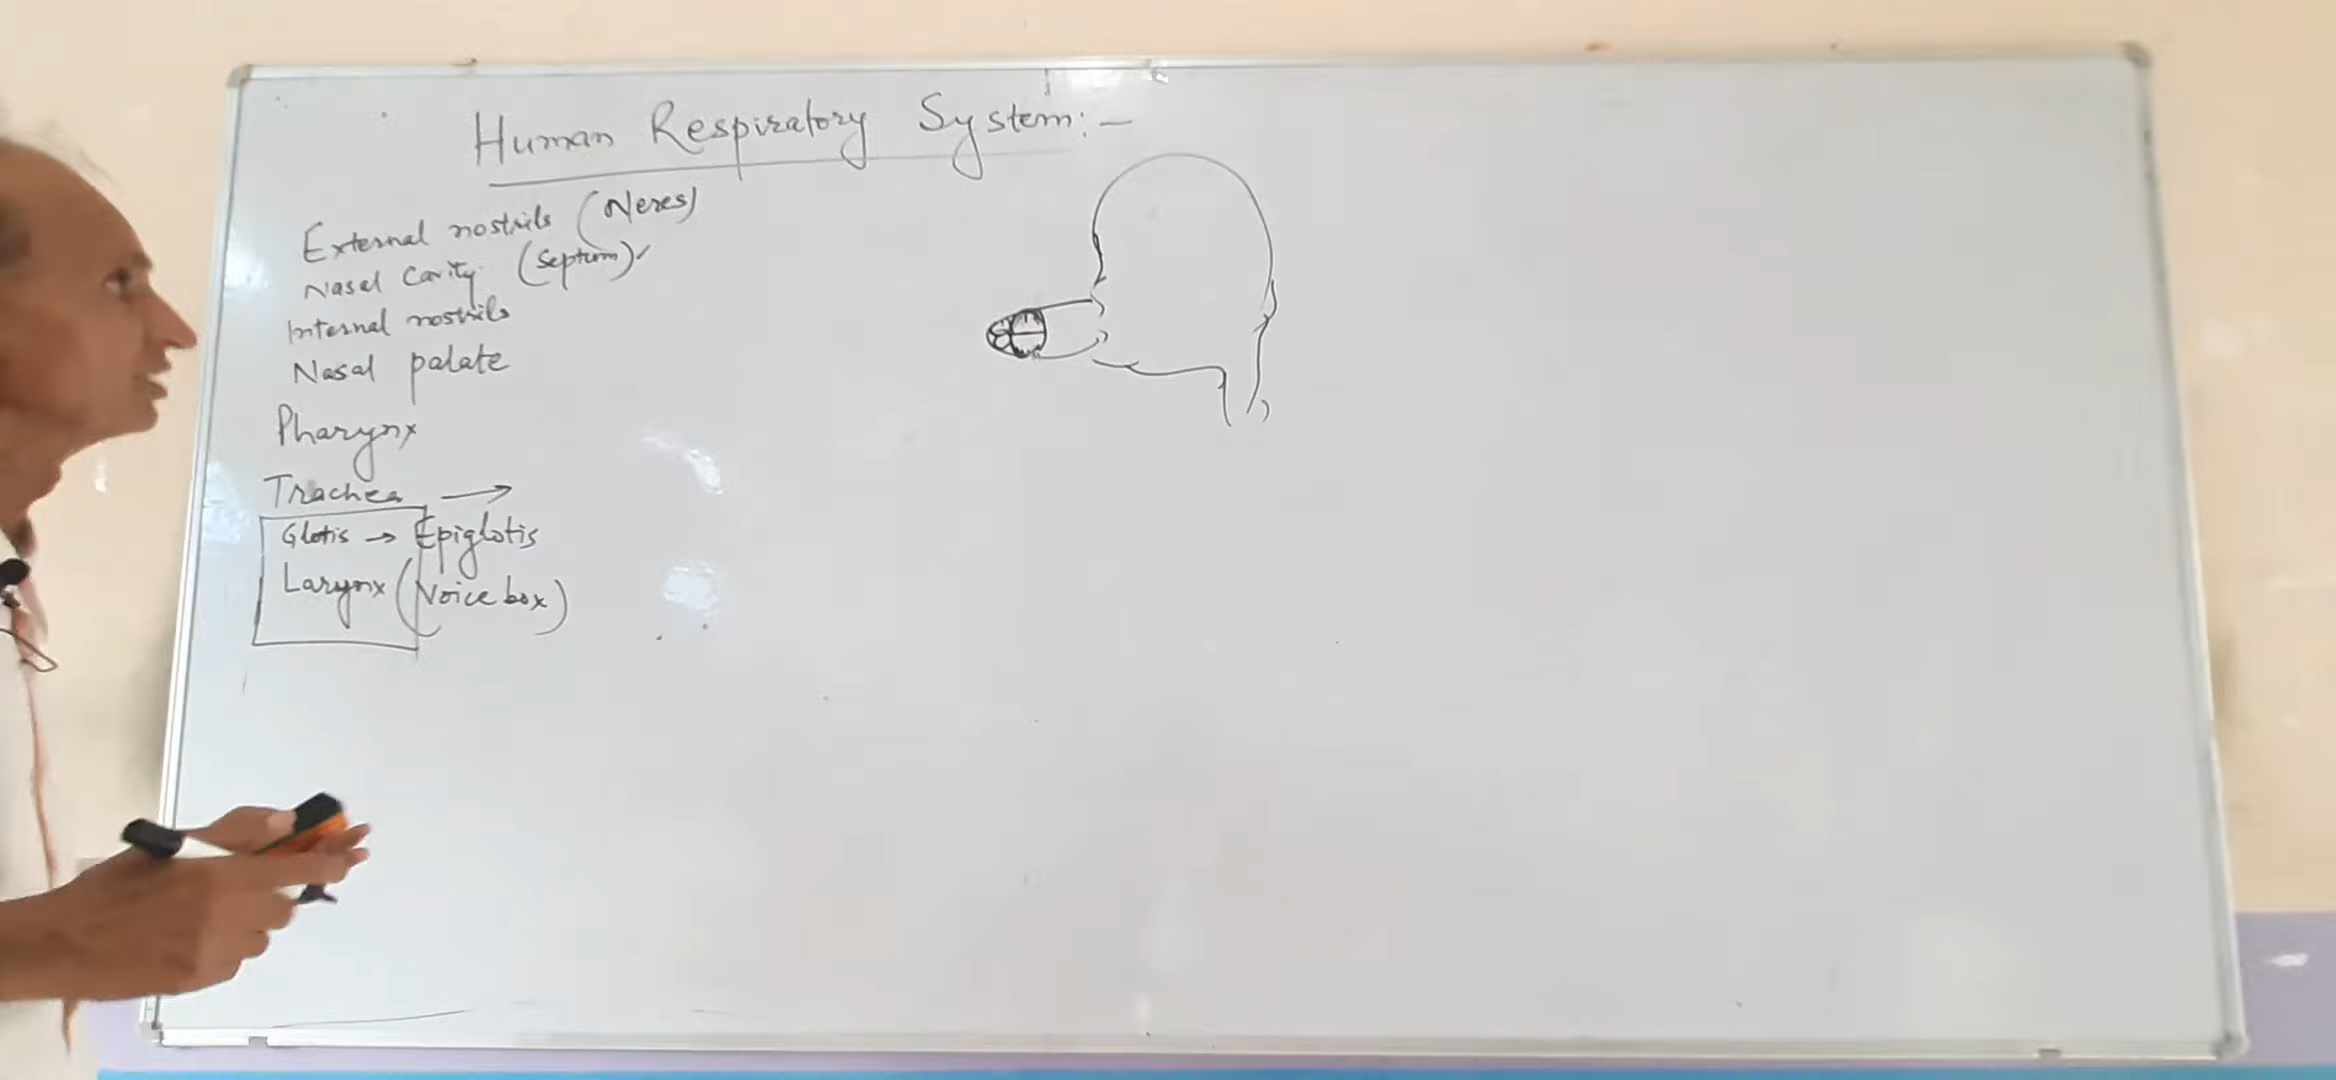 Human Respiratory System:-
External nostrils (Neres)
Nasal Cavity (Septum)✓
Internal nostrils
Nasal palate
Pharynx
Trachea →
Glotis → Epiglotis
Larynx (Voice box)